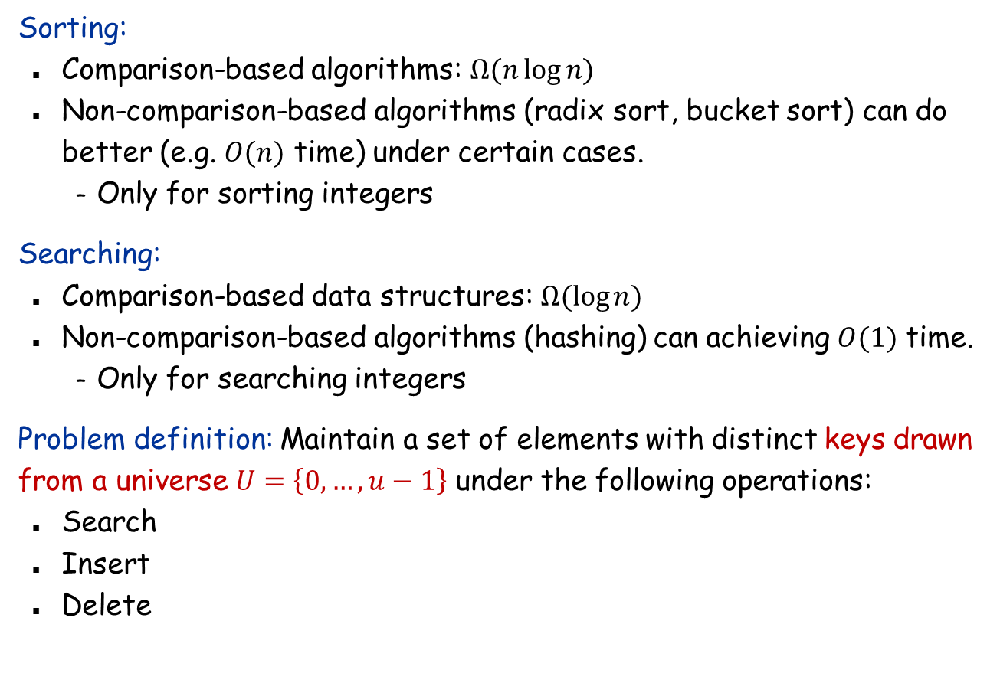 Sorting:
▪ Comparison-based algorithms: Ω(n log n)
▪ Non-comparison-based algorithms (radix sort, bucket sort) can do
better (e.g. O(n) time) under certain cases.
- Only for sorting integers
Searching:
▪ Comparison-based data structures: Ω(log n)
▪ Non-comparison-based algorithms (hashing) can achieving O(1) time.
- Only for searching integers
Problem definition: Maintain a set of elements with distinct keys drawn
from a universe U = {0, … , u − 1} under the following operations:
▪ Search
▪ Insert
▪ Delete